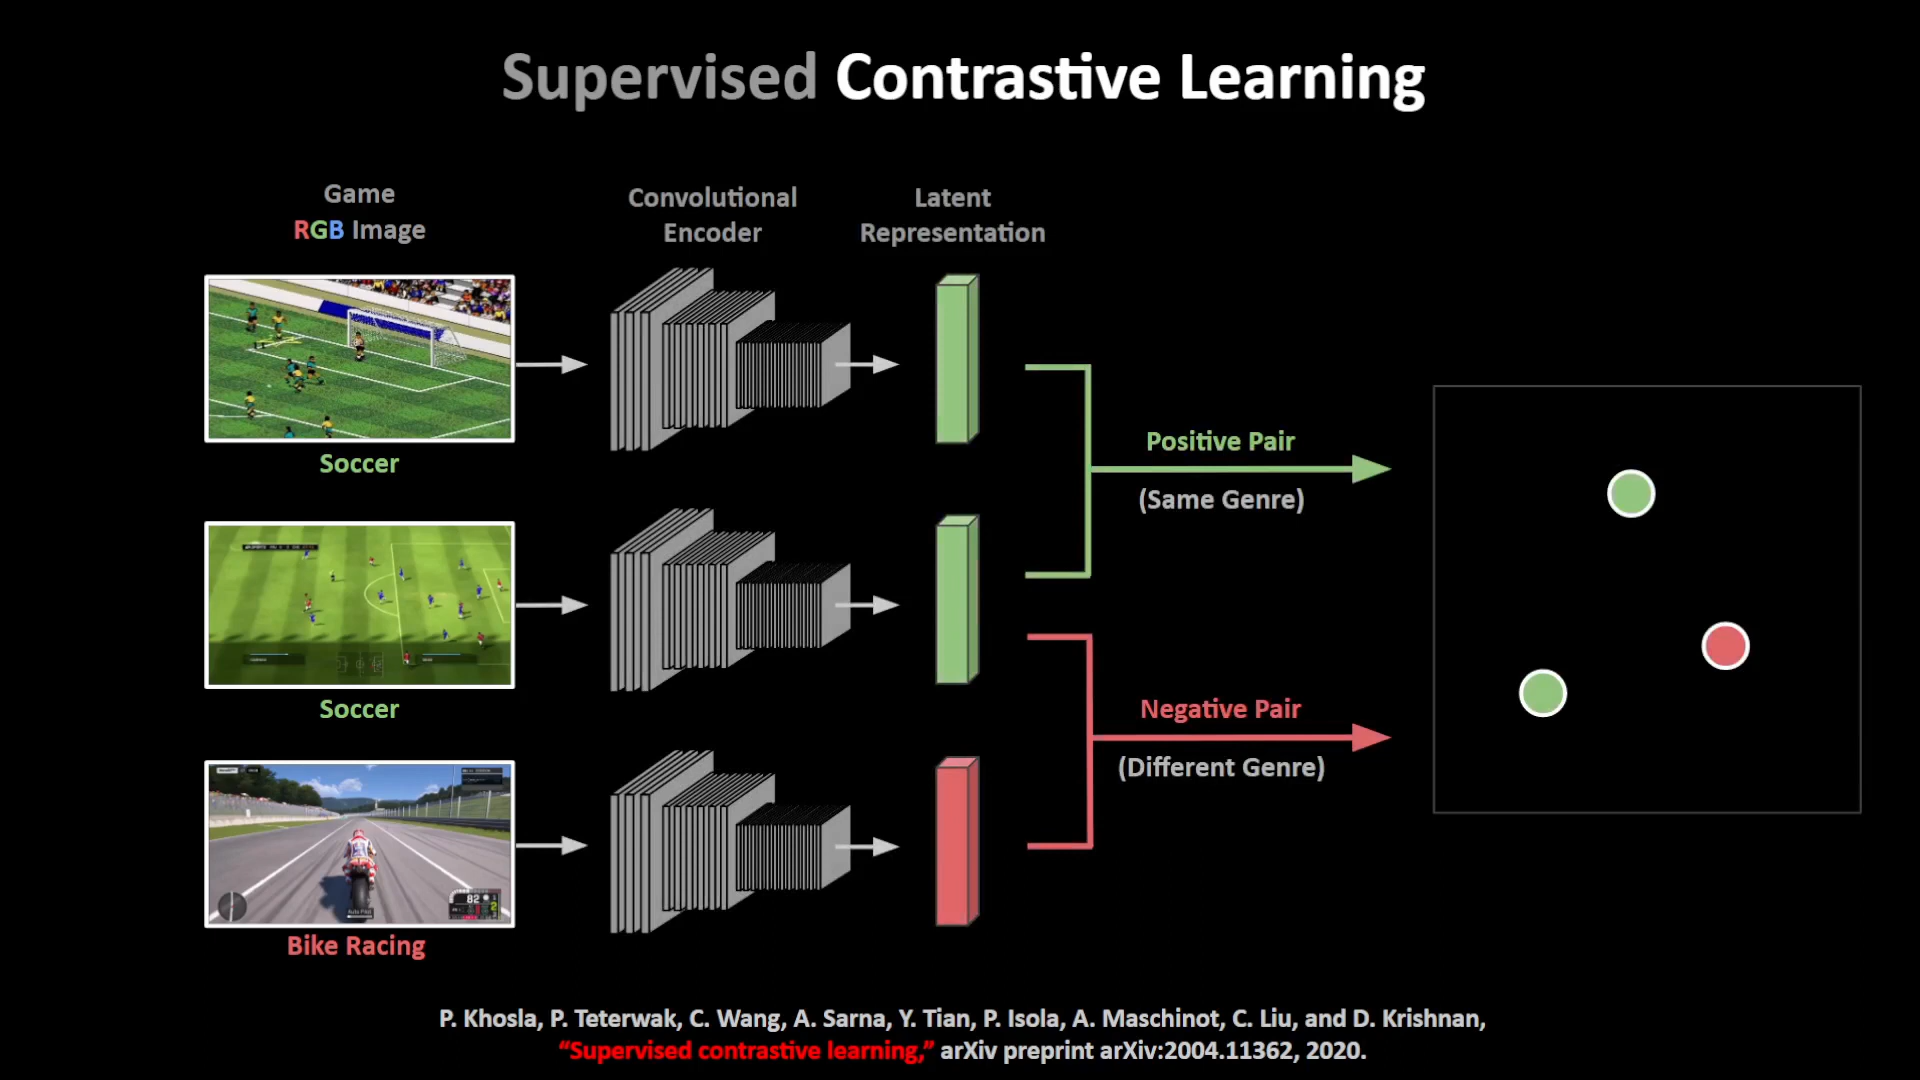 Supervised Contrastive Learning
Game
RGB Image
Convolutional
Encoder
Latent
Representation
Soccer
Positive Pair
(Same Genre)
Soccer
Negative Pair
(Different Genre)
82
2
Bike Racing
P. Khosla, P. Teterwak, C. Wang, A. Sarna, Y. Tian, P. Isola, A. Maschinot, C. Liu, and D. Krishnan,
“Supervised contrastive learning,” arXiv preprint arXiv:2004.11362, 2020.